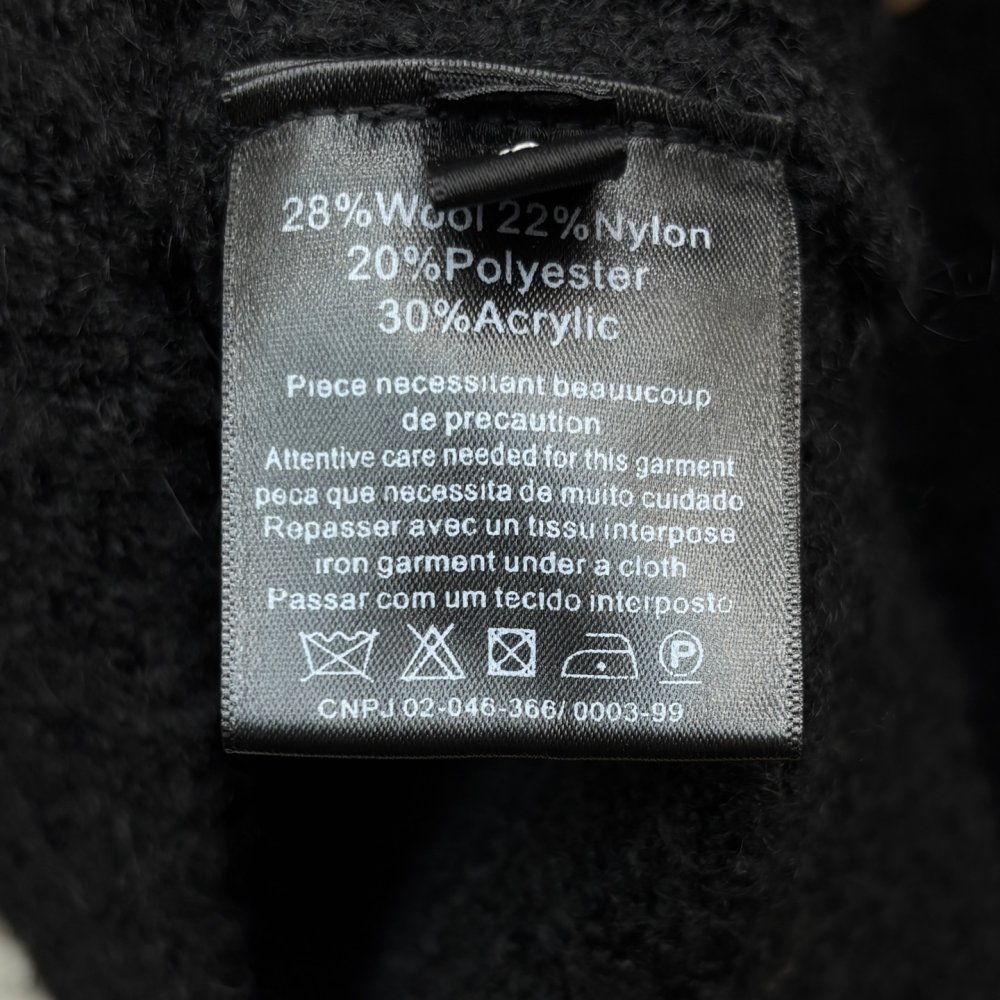 28%Wool 22%Nylon
20%Polyester
30%Acrylic
Piece necessitant beauucoup
de precaution
Attentive care needed for this garment
peca que necessita de muito cuidado
Repasser avec un tissu interpose
iron garment under a cloth
Passar com um tecido interposto
P
CNPJ 02-046-366/0003-99